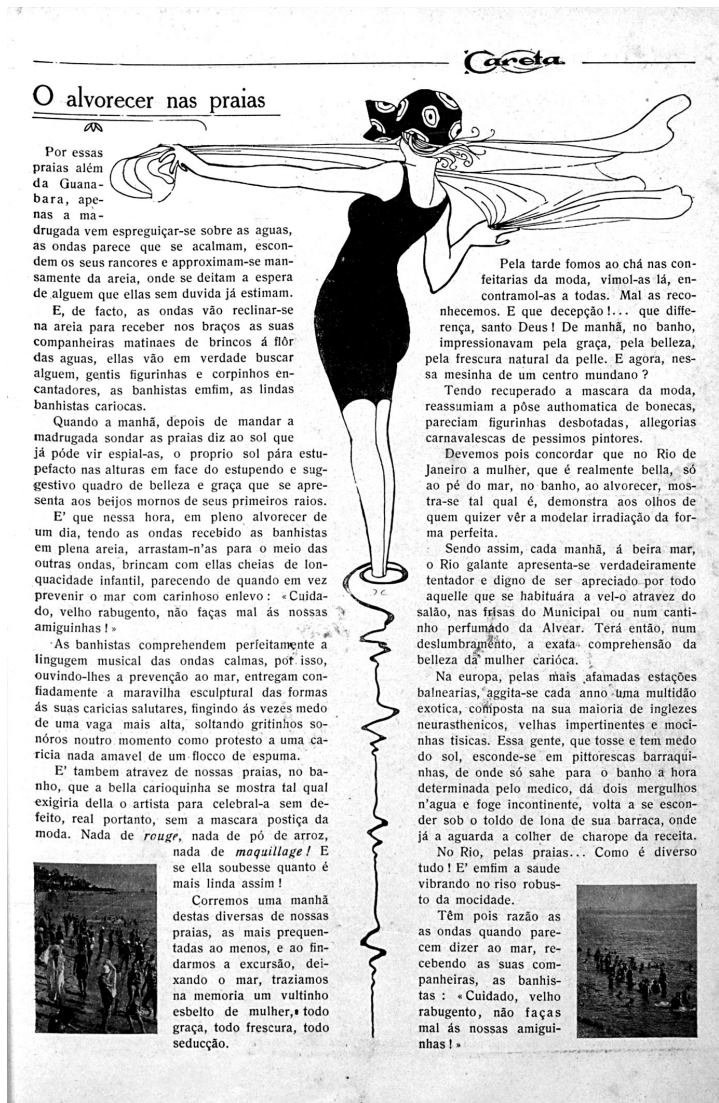 Careta
O alvorecer nas praias
Por essas
praias além
da Guana-
bara, ape-
nas a ma-
drugada vem espreguiçar-se sobre as aguas,
as ondas parece que se acalmam, escon-
dem os seus rancores e approximam-se man-
samente da areia, onde se deitam a espera
de alguem que ellas sem duvida já estimam.
E, de facto, as ondas vão reclinar-se
na areia para receber nos braços as suas
companheiras matinaes de brincos á flôr
das aguas, ellas vão em verdade buscar
alguem, gentis figurinhas e corpinhos en-
cantadores, as banhistas emfim, as lindas
banhistas cariocas.
Quando a manhã, depois de mandar a
madrugada sondar as praias diz ao sol que
já póde vir espial-as, o proprio sol pára estu-
pefacto nas alturas em face do estupendo e sug-
gestivo quadro de belleza e graça que se apre-
senta aos beijos mornos de seus primeiros raios.
E' que nessa hora, em pleno alvorecer de
um dia, tendo as ondas recebido as banhistas
em plena areia, arrastam-n'as para o meio das
outras ondas, brincam com ellas cheias de lon-
quacidade infantil, parecendo de quando em vez
prevenir o mar com carinhoso enlevo : «Cuida-
do, velho rabugento, não faças mal ás nossas
amiguinhas ! »
As banhistas comprehendem perfeitamente a
lingugem musical das ondas calmas, por isso,
ouvindo-lhes a prevenção ao mar, entregam con-
fiadamente a maravilha esculptural das formas
ás suas caricias salutares, fingindo ás vezes medo
de uma vaga mais alta, soltando gritinhos so-
nóros noutro momento como protesto a uma ca-
ricia nada amavel de um flocco de espuma.
E' tambem atravez de nossas praias, no ba-
nho, que a bella carioquinha se mostra tal qual
exigiria della o artista para celebral-a sem de-
feito, real portanto, sem a mascara postiça da
moda. Nada de rouge, nada de pó de arroz,
nada de maquillage ! E
se ella soubesse quanto é
mais linda assim !
Corremos uma manhã
destas diversas de nossas
praias, as mais prequen-
tadas ao menos, e ao fin-
darmos a excursão, dei-
xando o mar, traziamos
na memoria um vultinho
esbelto de mulher, todo
graça, todo frescura, todo
seducção.
Pela tarde fomos ao chá nas con-
feitarias da moda, vimol-as lá, en-
contramol-as a todas. Mal as reco-
nhecemos. E que decepção !... que diffe-
rença, santo Deus ! De manhã, no banho,
impressionavam pela graça, pela belleza,
pela frescura natural da pelle. E agora, nes-
sa mesinha de um centro mundano ?
Tendo recuperado a mascara da moda,
reassumiam a pôse authomatica de bonecas,
pareciam figurinhas desbotadas, allegorias
carnavalescas de pessimos pintores.
Devemos pois concordar que no Rio de
Janeiro a mulher, que é realmente bella, só
ao pé do mar, no banho, ao alvorecer, mos-
tra-se tal qual é, demonstra aos olhos de
quem quizer vêr a modelar irradiação da for-
ma perfeita.
Sendo assim, cada manhã, á beira mar,
o Rio galante apresenta-se verdadeiramente
tentador e digno de ser apreciado por todo
aquelle que se habituára a vel-o atravez do
salão, nas frisas do Municipal ou num canti-
nho perfumado da Alvear. Terá então, num
deslumbramento, a exata comprehensão da
belleza da mulher carióca.
Na europa, pelas mais afamadas estações
balnearias, aggita-se cada anno uma multidão
exotica, composta na sua maioria de inglezes
neurasthenicos, velhas impertinentes e moci-
nhas tisicas. Essa gente, que tosse e tem medo
do sol, esconde-se em pittorescas barraqui-
nhas, de onde só sahe para o banho a hora
determinada pelo medico, dá dois mergulhos
n'agua e foge incontinente, volta a se escon-
der sob o toldo de lona de sua barraca, onde
já a aguarda a colher de charope da receita.
No Rio, pelas praias... Como é diverso
tudo ! E' emfim a saude
vibrando no riso robus-
to da mocidade.
Têm pois razão as
as ondas quando pare-
cem dizer ao mar, re-
cebendo as suas com-
panheiras, as banhis-
tas : «Cuidado, velho
rabugento, não faças
mal ás nossas amigui-
nhas ! »